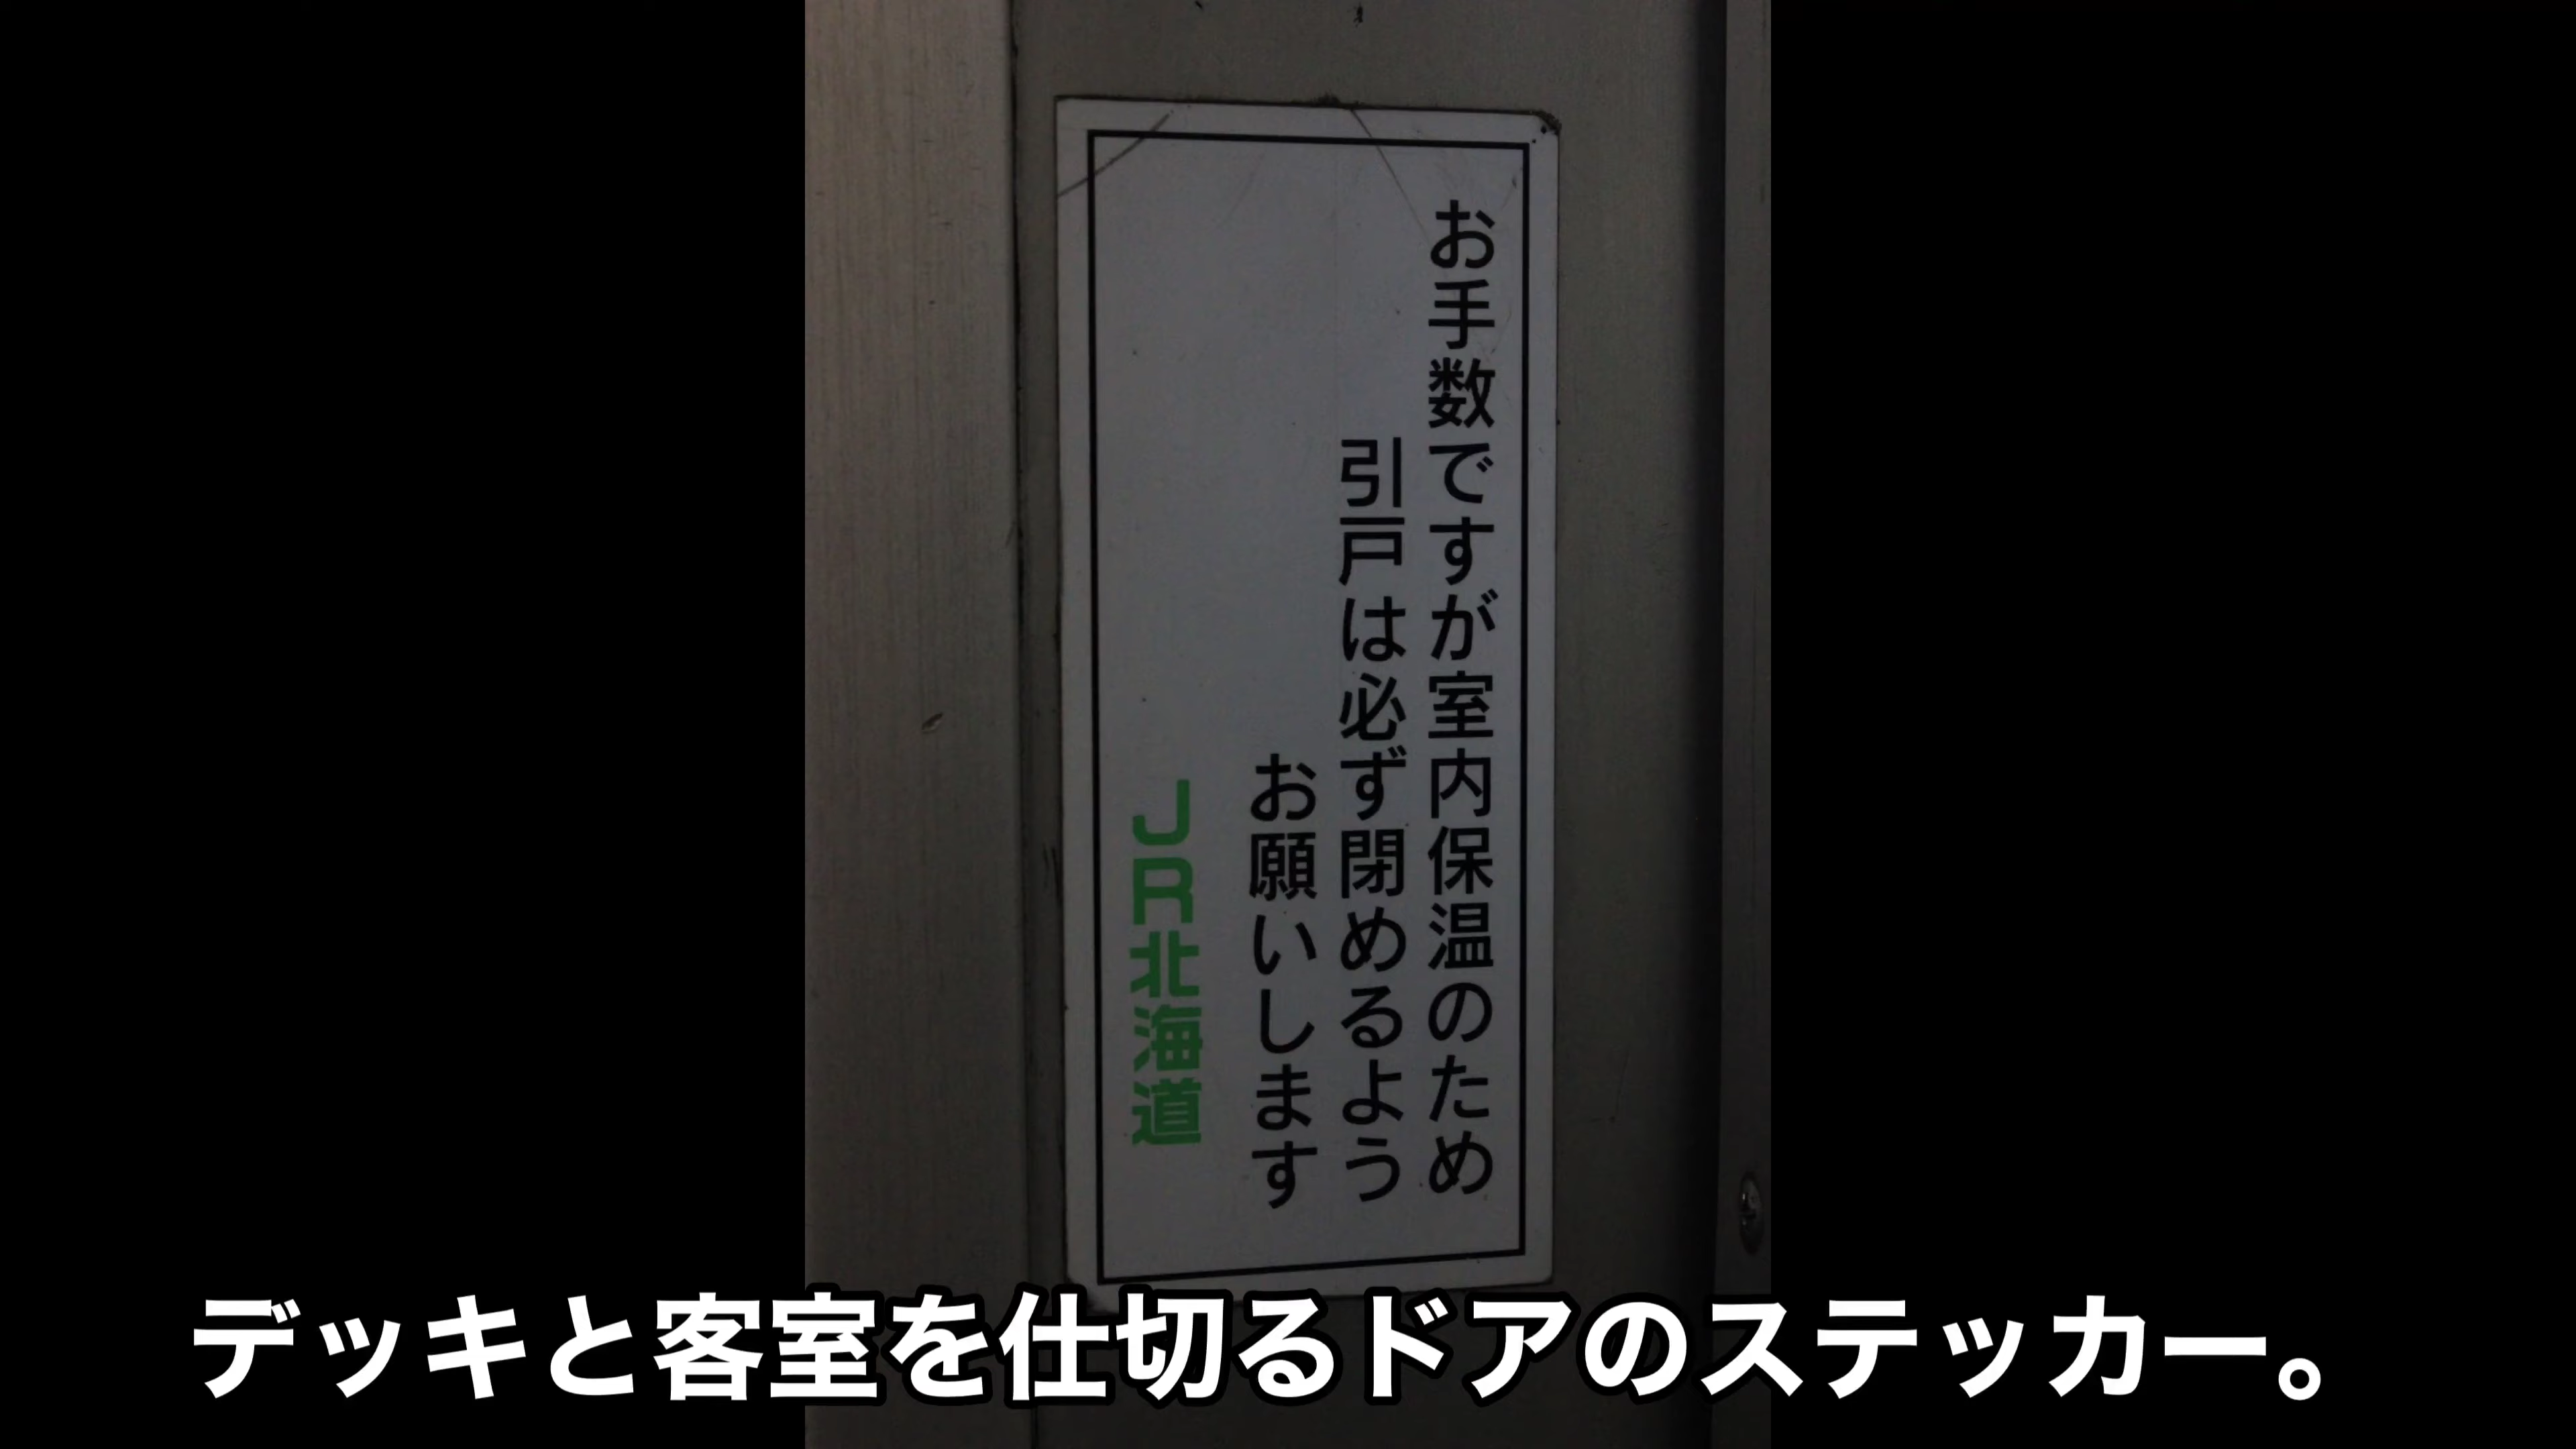 お手数ですが室内保温のため
引戸は必ず閉めるよう
お願いします
JR北海道
デッキと客室を仕切るドアのステッカー。